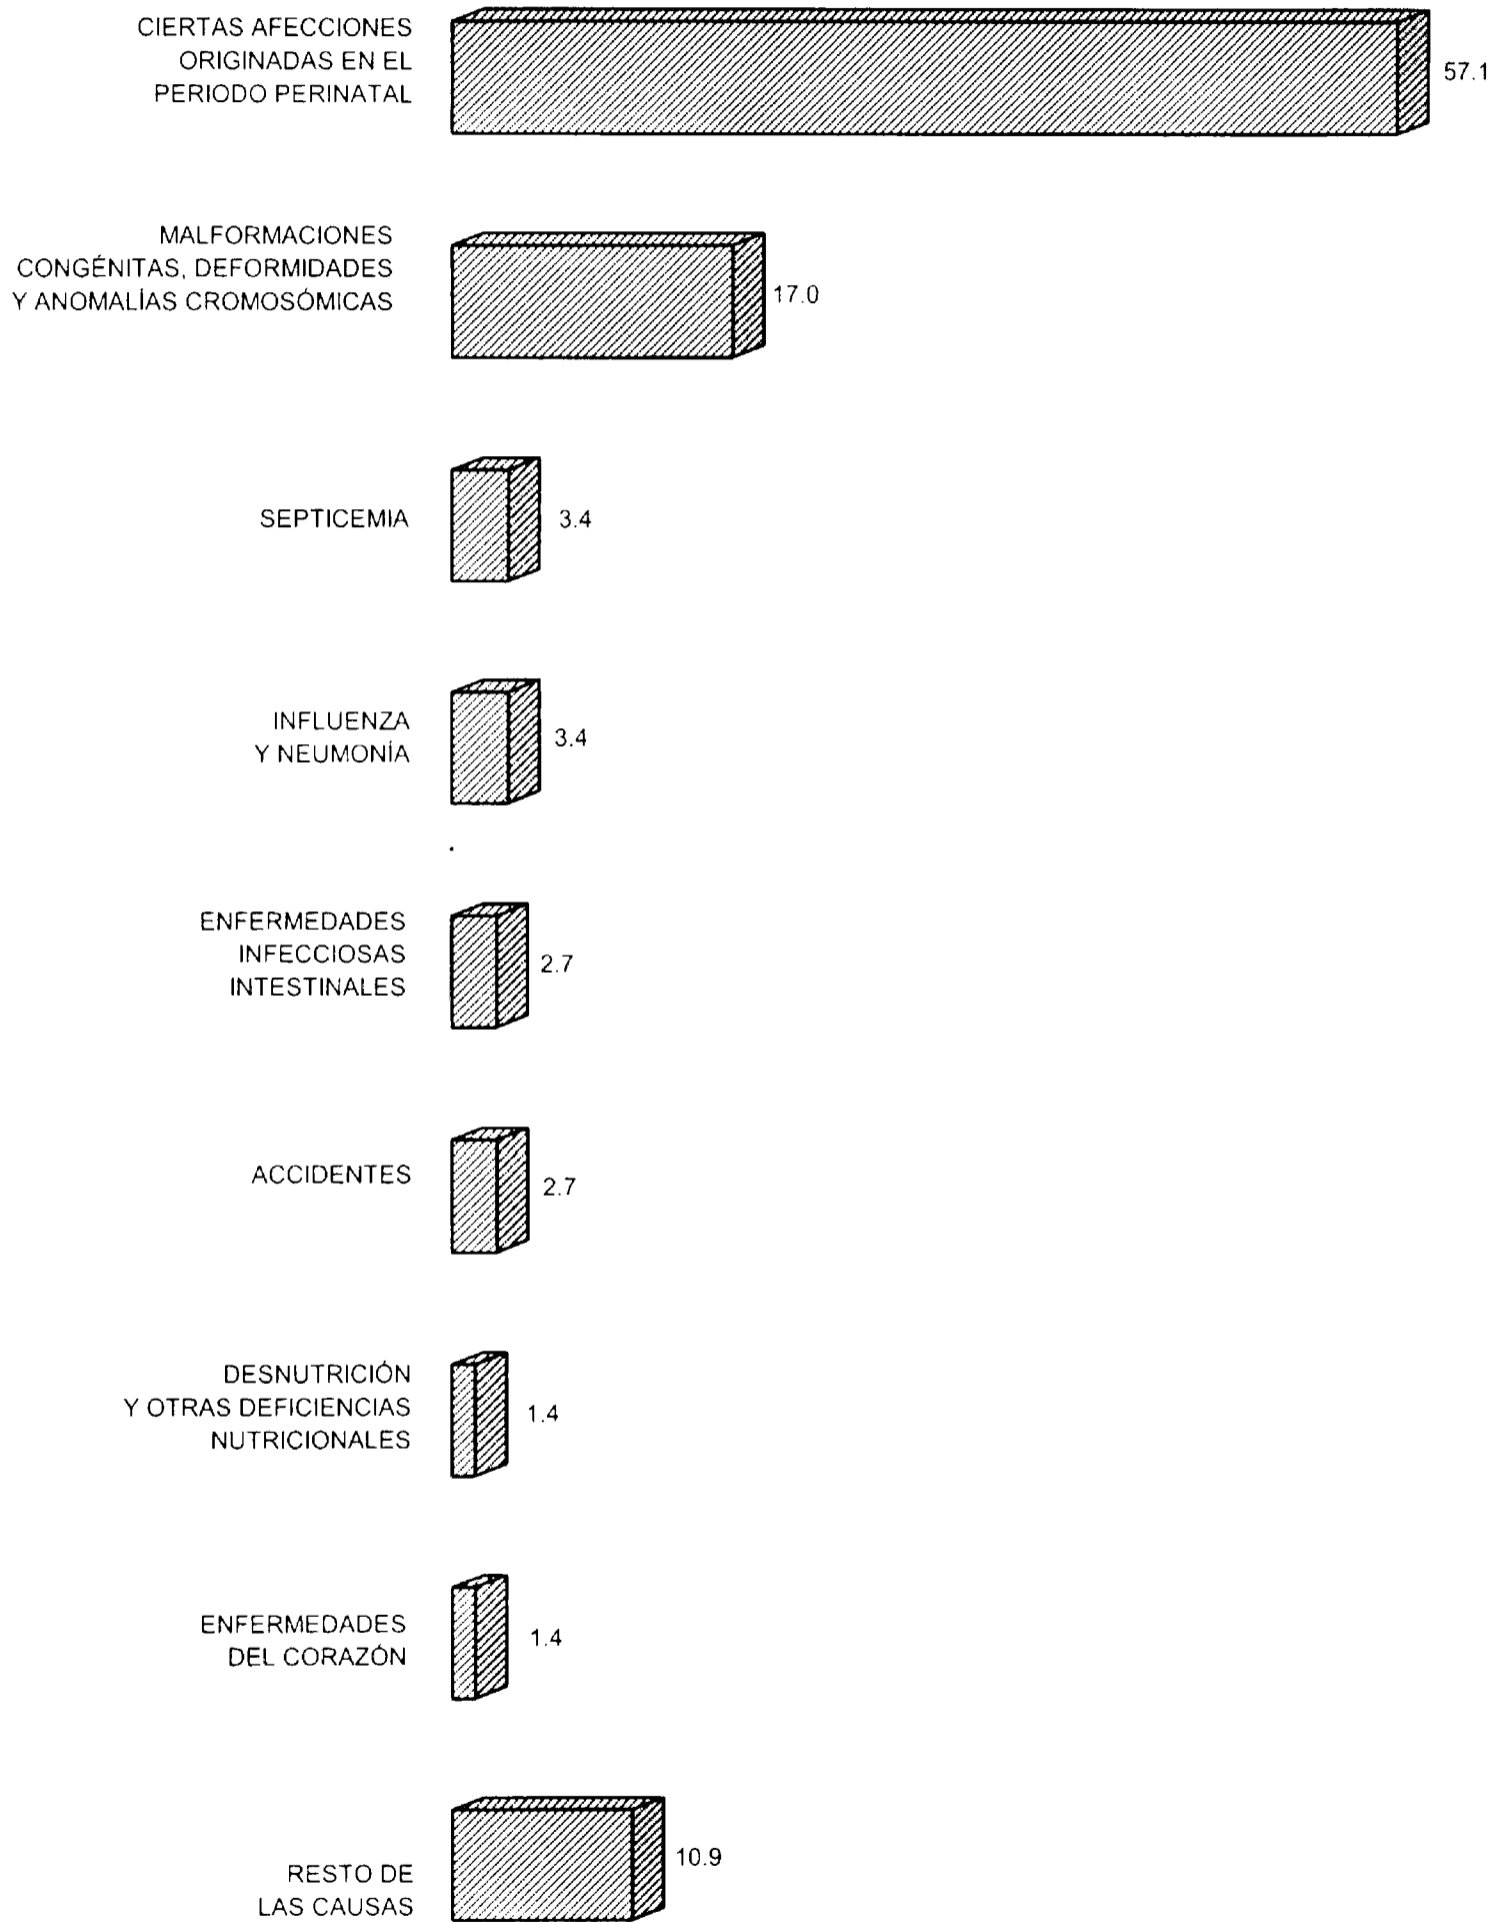 CIERTAS AFECCIONES
ORIGINADAS EN EL
PERIODO PERINATAL
57.1
MALFORMACIONES
CONGÉNITAS, DEFORMIDADES
Y ANOMALÍAS CROMOSÓMICAS
17.0
SEPTICEMIA
3.4
INFLUENZA
Y NEUMONÍA
3.4
ENFERMEDADES
INFECCIOSAS
INTESTINALES
2.7
ACCIDENTES
2.7
DESNUTRICIÓN
Y OTRAS DEFICIENCIAS
NUTRICIONALES
1.4
ENFERMEDADES
DEL CORAZÓN
1.4
RESTO DE
LAS CAUSAS
10.9